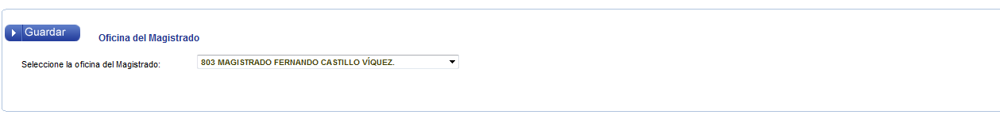 Guardar
Oficina del Magistrado
Seleccione la oficina del Magistrado:
803 MAGISTRADO FERNANDO CASTILLO VÍQUEZ.